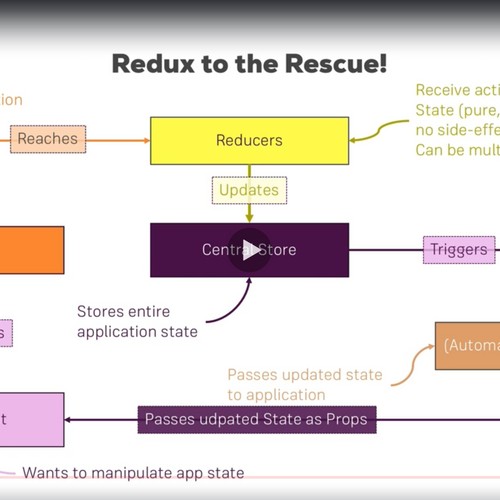 Redux to the Rescue!
ion
Reaches
Reducers
Receive acti
State (pure,
no side-effe
Can be mult
Updates
Central Store
Triggers
Stores entire
application state
s
(Automa
Passes updated state
to application
t
Passes udpated State as Props
Wants to manipulate app state